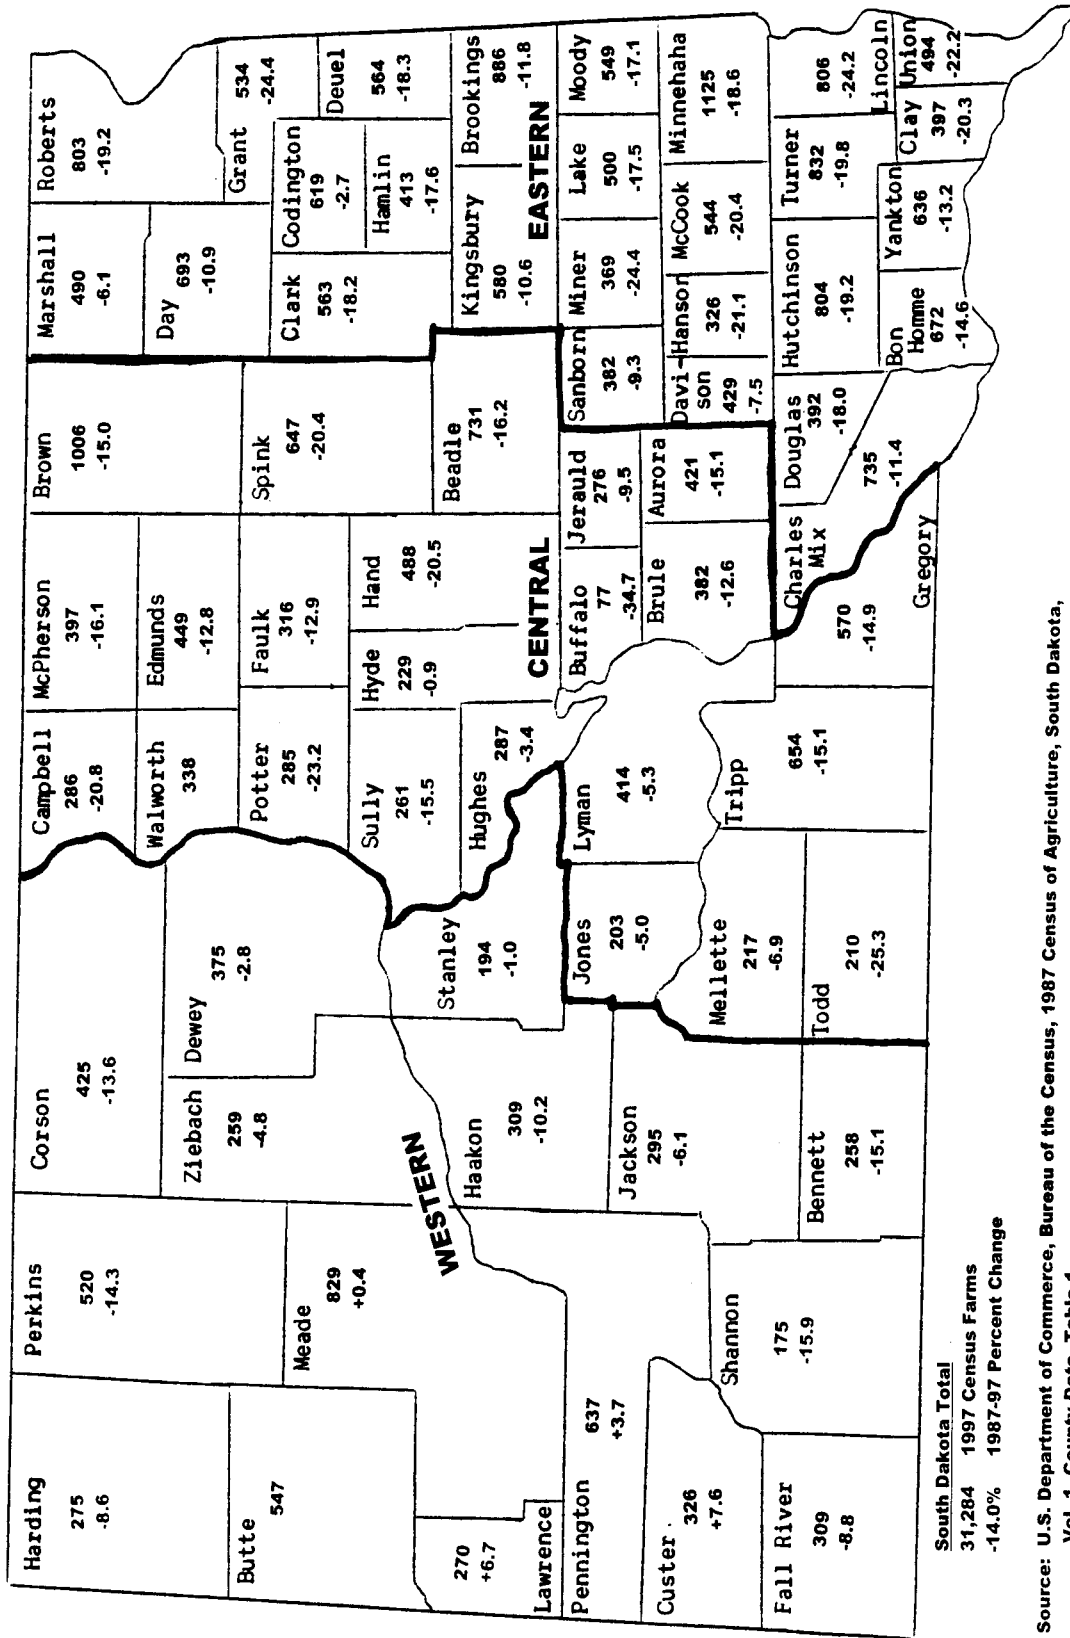 Harding
275
-8.6
Perkins
520
-14.3
Corson
425
-13.6
Campbell
286
-20.8
McPherson
397
-16.1
Brown
1006
-15.0
Marshall
490
-6.1
Roberts
803
-19.2
Butte
547
Meade
829
+0.4
Ziebach
259
-4.8
Dewey
375
-2.8
Walworth
338
Edmunds
449
-12.8
Day
693
-10.9
Grant
534
-24.4
Potter
285
-23.2
Faulk
316
-12.9
Spink
647
-20.4
Clark
563
-18.2
Codington
619
-2.7
Deuel
564
-18.3
Hamlin
413
-17.6
Sully
261
-15.5
Hyde
229
-0.9
Hand
488
-20.5
270
+6.7
Lawrence
WESTERN
Haakon
309
-10.2
Stanley
194
-1.0
Hughes
287
-3.4
CENTRAL
Beadle
731
-16.2
Kingsbury
580
-10.6
Brookings
886
-11.8
EASTERN
Pennington
637
+3.7
Jackson
295
-6.1
Jones
203
-5.0
Lyman
414
-5.3
Buffalo
77
-34.7
Jerauld
276
-9.5
Sanborn
382
-9.3
Miner
369
-24.4
Lake
500
-17.5
Moody
549
-17.1
Custer
326
+7.6
Brule
382
-12.6
Aurora
421
-15.1
Davi-
son
429
-7.5
Hanson
326
-21.1
McCook
544
-20.4
Minnehaha
1125
-18.6
Fall River
309
-8.8
Shannon
175
-15.9
Bennett
258
-15.1
Mellette
217
-6.9
Todd
210
-25.3
Tripp
654
-15.1
570
-14.9
Gregory
Charles
Mix
735
-11.4
Douglas
392
-18.0
Hutchinson
804
-19.2
Turner
832
-19.8
806
-24.2
Lincoln
Bon
Homme
672
-14.6
Yankton
636
-13.2
Clay
397
-20.3
Union
494
-22.2
South Dakota Total
31,284 1997 Census Farms
-14.0% 1987-97 Percent Change
Source: U.S. Department of Commerce, Bureau of the Census, 1987 Census of Agriculture, South Dakota,
Vol. 1, County Data, Table 1